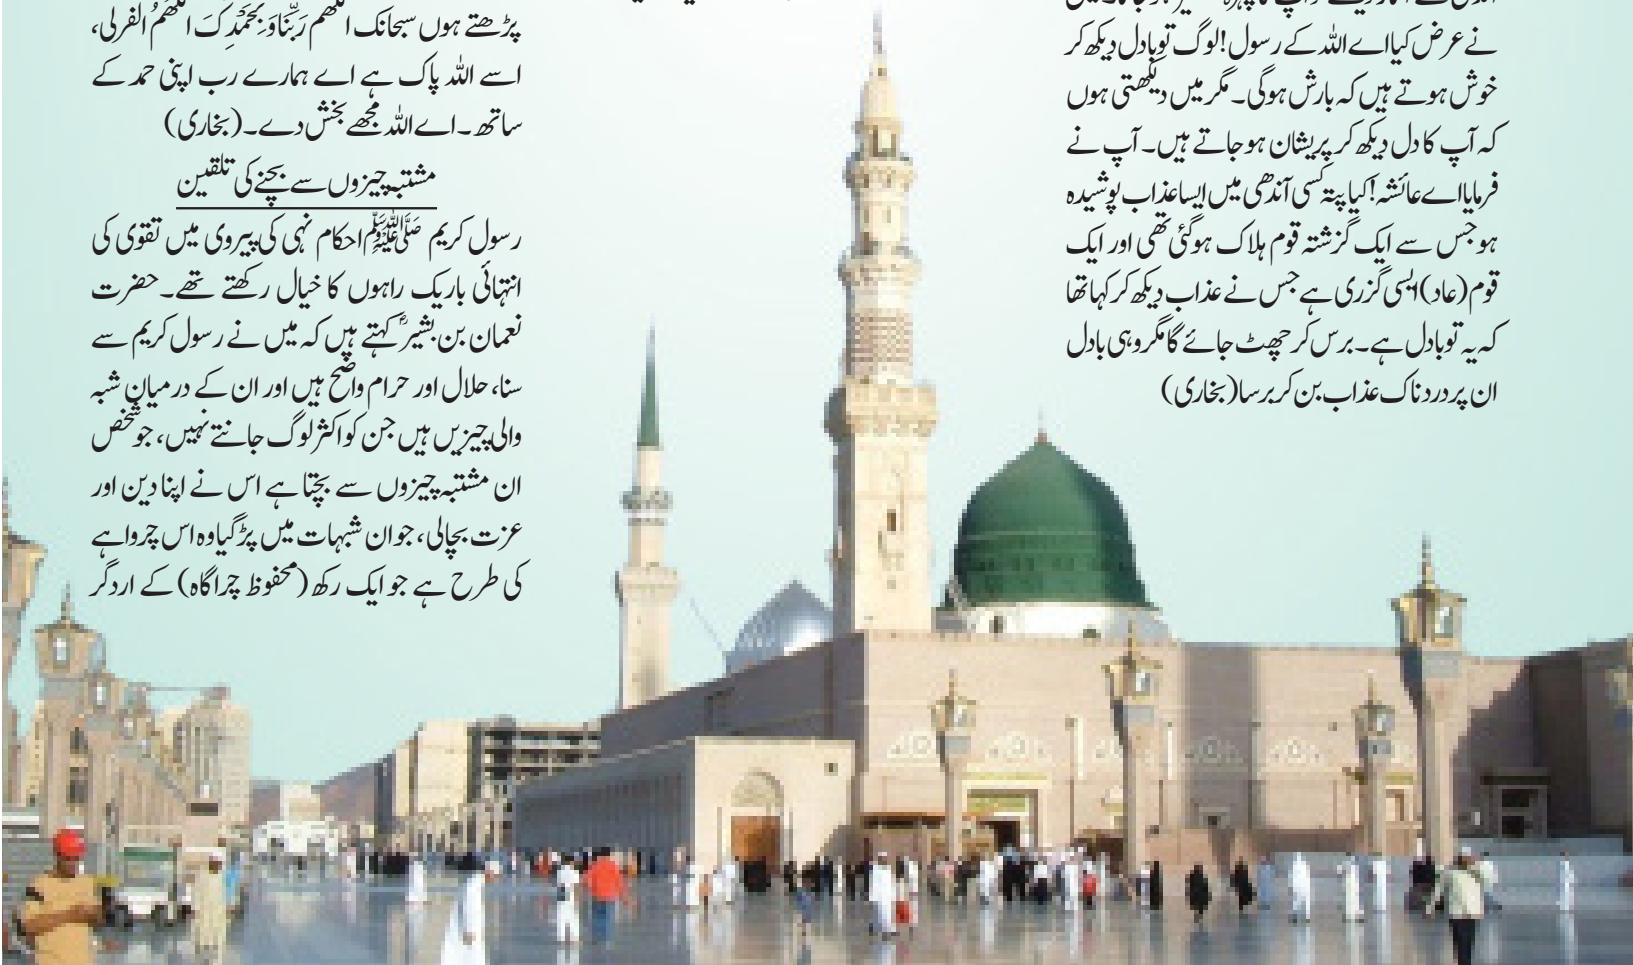 نے عرض کیا اے اللہ کے رسول! لوگ تو بادل دیکھ کر
خوش ہوتے ہیں کہ بارش ہوگی۔ مگر میں دیکھتی ہوں
کہ آپ کا دل دیکھ کر پریشان ہو جاتے ہیں۔ آپ نے
فرمایا اے عائشہ! کیا پتہ کسی آندھی میں ایسا عذاب پوشیدہ
ہو جس سے ایک گزشتہ قوم ہلاک ہوگئی تھی اور ایک
قوم (عاد) ایسی گزری ہے جس نے عذاب دیکھ کر کہا تھا
کہ یہ تو بادل ہے۔ برس کر چھٹ جائے گا مگر وہی بادل
ان پر دردناک عذاب بن کر برسا (بخاری)
پڑھتے ہوں سبحانک اللھم رَبَّنَا وَبِحَمْدِکَ اللھُمُ الفرلی،
اسے اللہ پاک ہے اے ہمارے رب اپنی حمد کے
ساتھ۔ اے اللہ مجھے بخش دے۔ (بخاری)
مشتبہ چیزوں سے بچنے کی تلقین
رسول کریم ﷺ احکام نہی کی پیروی میں تقوی کی
انتہائی باریک راہوں کا خیال رکھتے تھے۔ حضرت
نعمان بن بشیرؓ کہتے ہیں کہ میں نے رسول کریم سے
سنا، حلال اور حرام واضح ہیں اور ان کے درمیان شبہ
والی چیزیں ہیں جن کو اکثر لوگ جانتے نہیں، جو شخص
ان مشتبہ چیزوں سے بچتا ہے اس نے اپنا دین اور
عزت بچالی، جو ان شبہات میں پڑ گیا وہ اس چرواہے
کی طرح ہے جو ایک رکھ (محفوظ چراگاہ) کے ارد گر